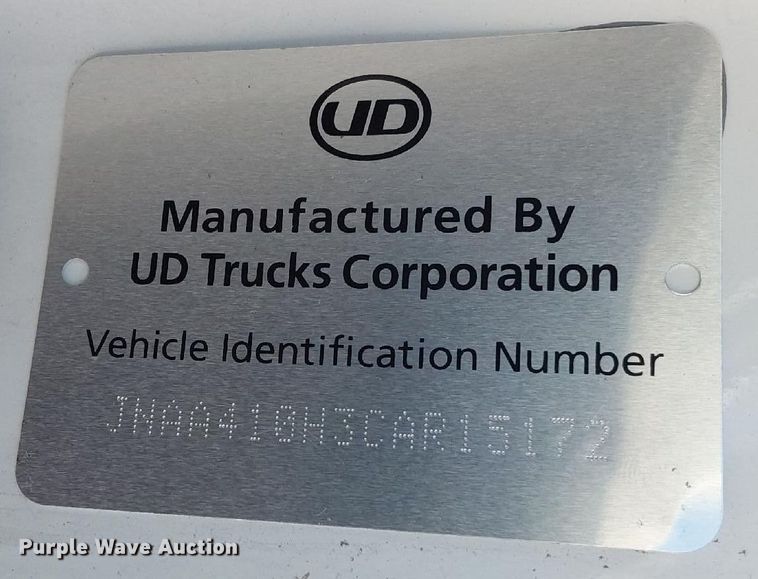 UD
Manufactured By
UD Trucks Corporation
Vehicle Identification Number
JNAA410H3CAR15172
Purple Wave Auction